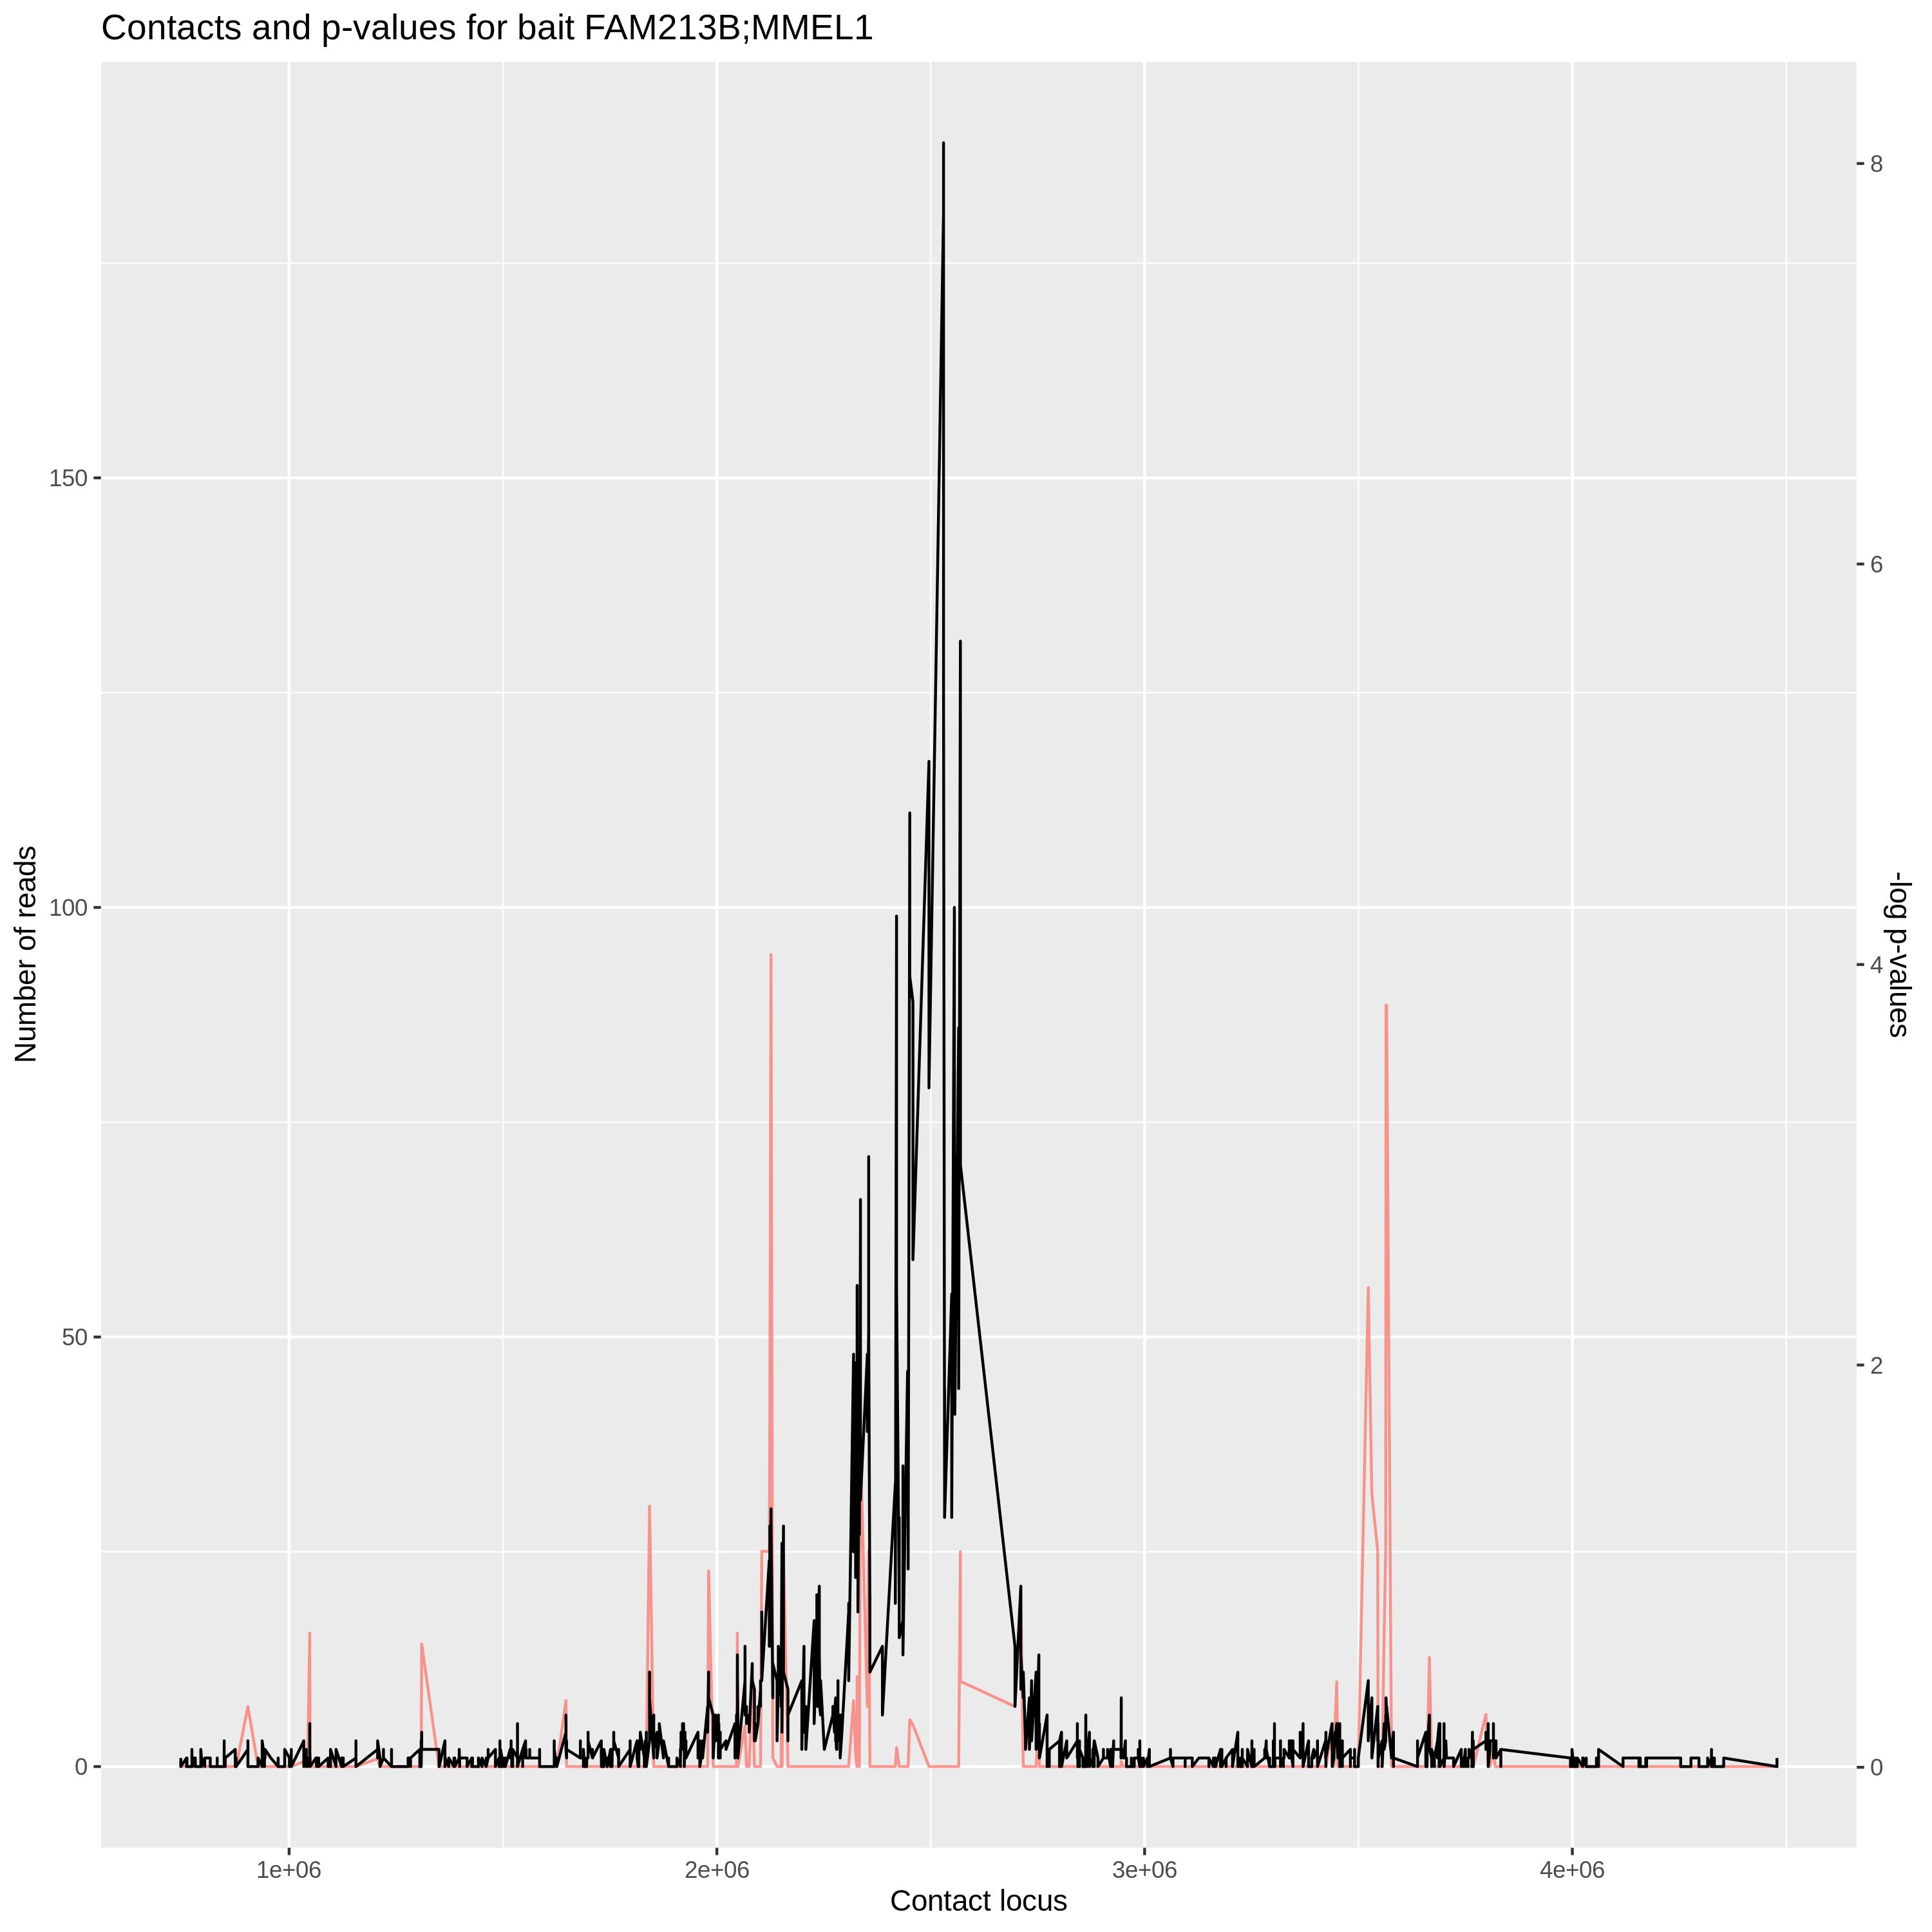 Contacts and p-values for bait FAM213B;MMEL1
Number of reads
150
100
50
0
8
6
4
2
0
-log p-values
1e+06 2e+06 3e+06 4e+06
Contact locus